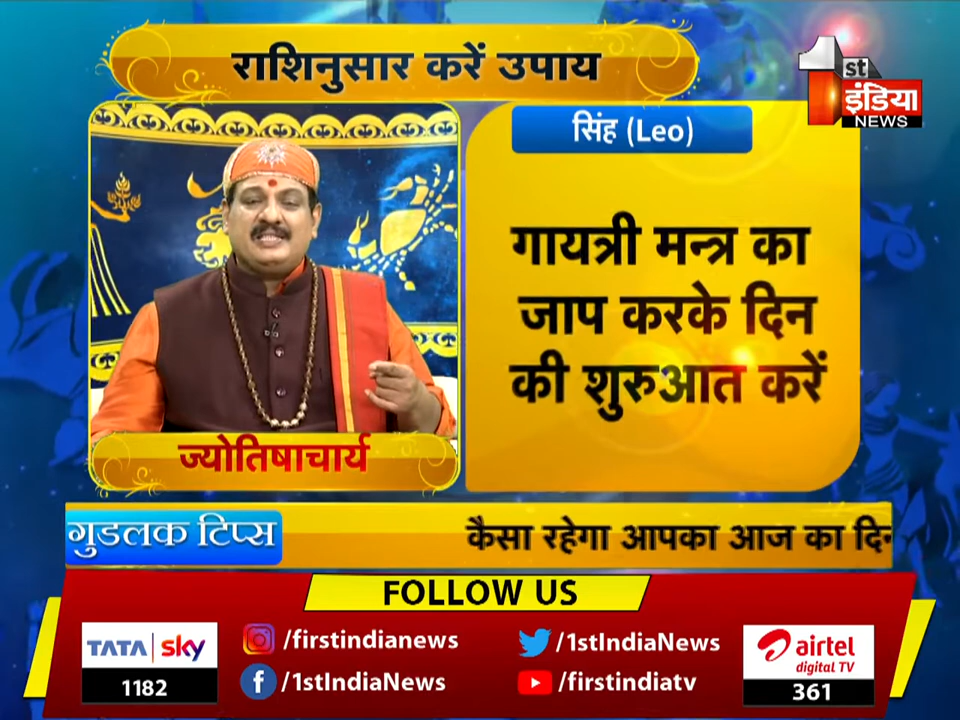 राशिनुसार करें उपाय
1st
इंडिया
NEWS
सिंह (Leo)
गायत्री मन्त्र का
जाप करके दिन
की शुरुआत करें
ज्योतिषाचार्य
गुडलक टिप्स
कैसा रहेगा आपका आज का दिन
FOLLOW US
TATA sky
1182
/firstindianews
/1stIndiaNews
/1stIndiaNews
/firstindiatv
airtel
digital TV
361